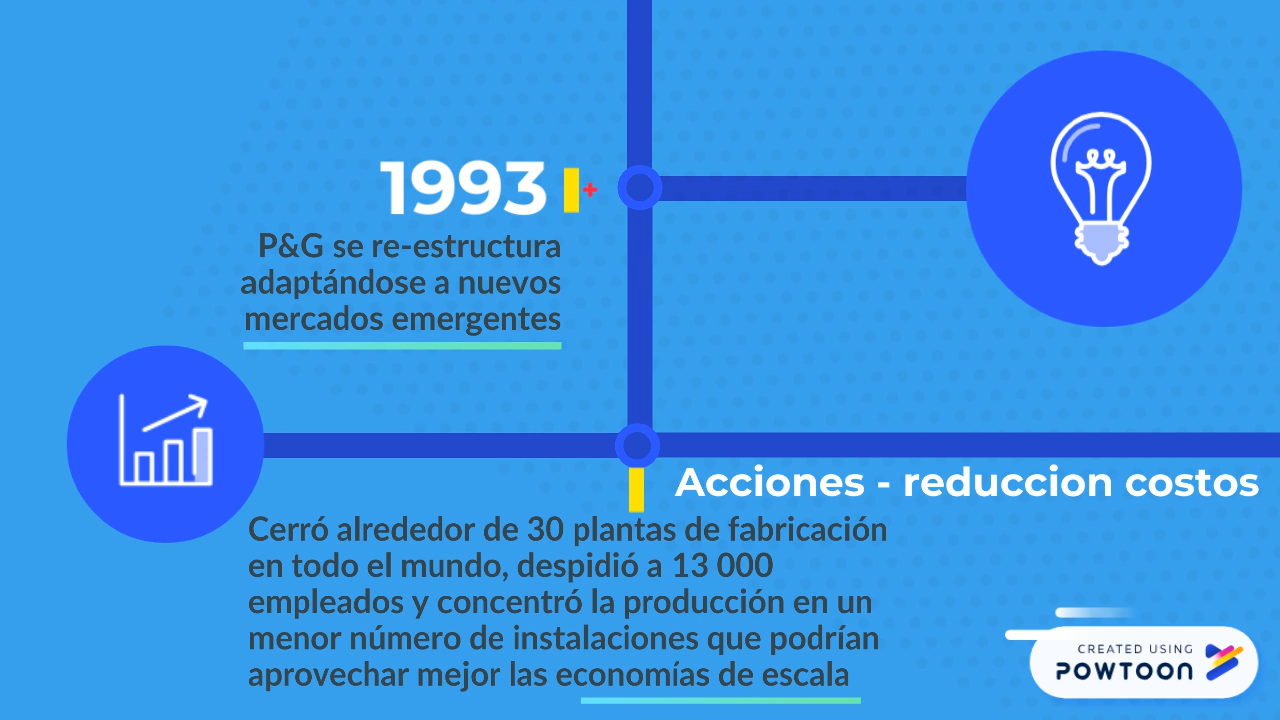 1993
P&G se re-estructura
adaptándose a nuevos
mercados emergentes
Acciones - reduccion costos
Cerró alrededor de 30 plantas de fabricación
en todo el mundo, despidió a 13 000
empleados y concentró la producción en un
menor número de instalaciones que podrían
aprovechar mejor las economías de escala
CREATED USING
POWTOON